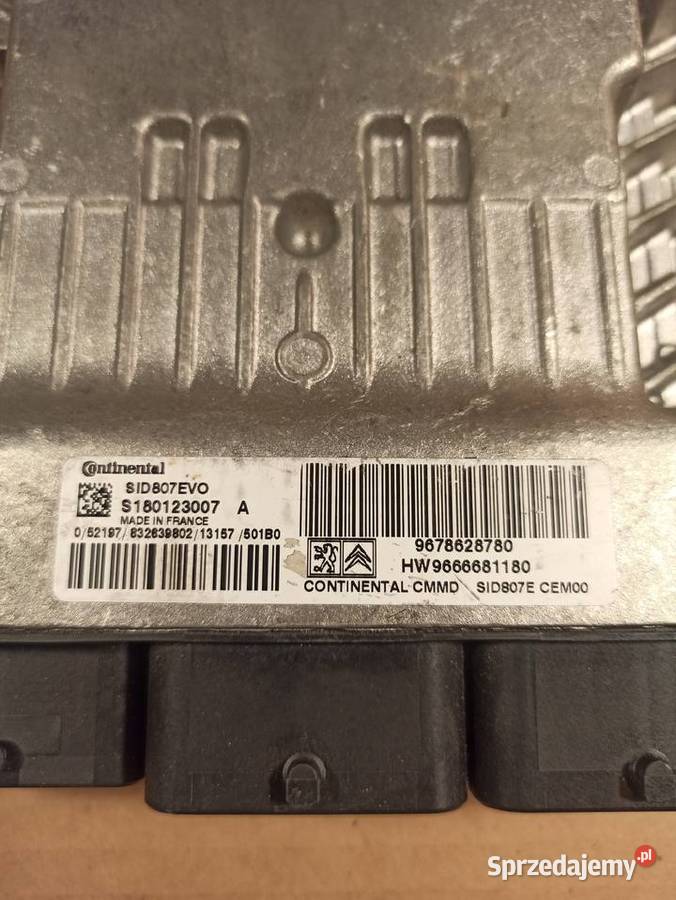 Continental
SID807EVO
S180123007 A
MADE IN FRANCE
0/52197/832639802/13157/501B0
9678628780
HW9666681180
CONTINENTAL CMMD SID807E CEM00
Sprzedajemy.pl